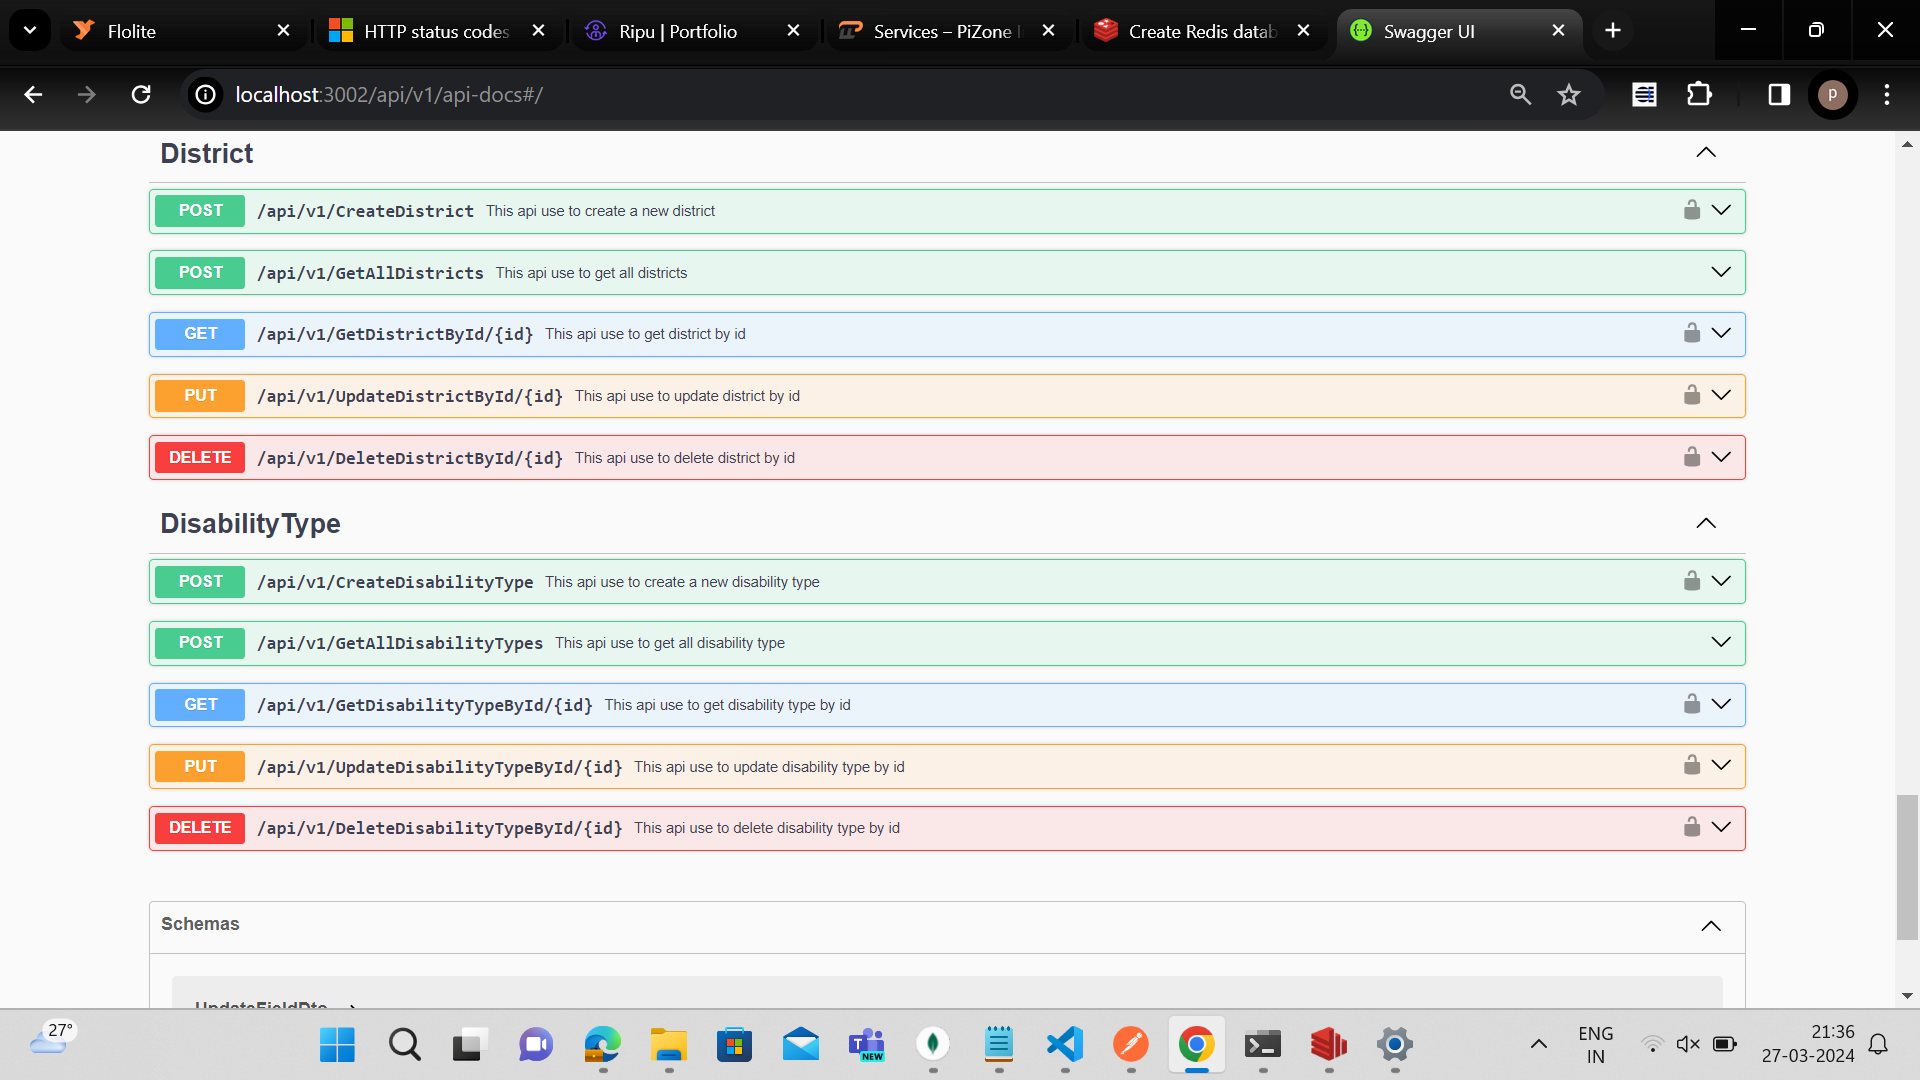 Flolite
HTTP status codes
Ripu | Portfolio
Services – PiZone I
Create Redis datab
Swagger UI
localhost:3002/api/v1/api-docs#/
P
District
POST /api/v1/CreateDistrict This api use to create a new district
POST /api/v1/GetAllDistricts This api use to get all districts
GET /api/v1/GetDistrictById/{id} This api use to get district by id
PUT /api/v1/UpdateDistrictById/{id} This api use to update district by id
DELETE /api/v1/DeleteDistrictById/{id} This api use to delete district by id
DisabilityType
POST /api/v1/CreateDisabilityType This api use to create a new disability type
POST /api/v1/GetAllDisabilityTypes This api use to get all disability type
GET /api/v1/GetDisabilityTypeById/{id} This api use to get disability type by id
PUT /api/v1/UpdateDisabilityTypeById/{id} This api use to update disability type by id
DELETE /api/v1/DeleteDisabilityTypeById/{id} This api use to delete disability type by id
Schemas
UpdateFieldDto
27°
T
NEW
ENG
IN
21:36
27-03-2024